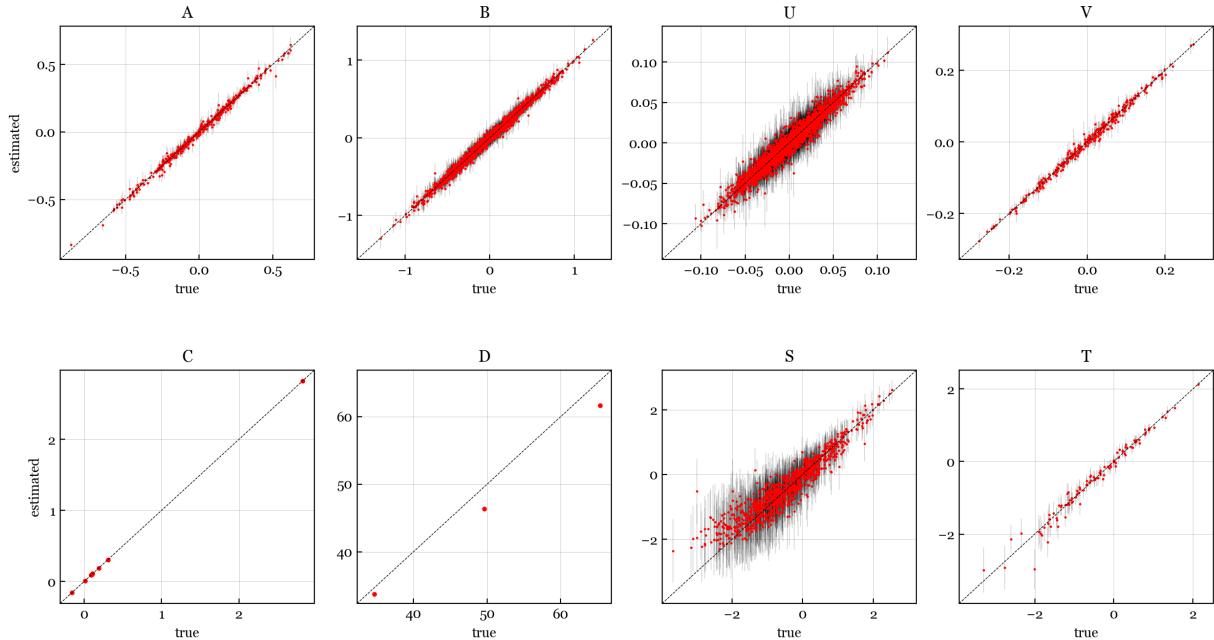 A B U V
estimated
0.5 0.0 −0.5
−0.5 0.0 0.5
true
1 0 −1
−1 0 1
true
0.10 0.05 0.00 −0.05 −0.10
−0.10 −0.05 0.00 0.05 0.10
true
0.2 0.0 −0.2
−0.2 0.0 0.2
true
C D S T
estimated
2 1 0
0 1 2
true
60 50 40
40 50 60
true
2 0 −2
−2 0 2
true
2 0 −2
−2 0 2
true